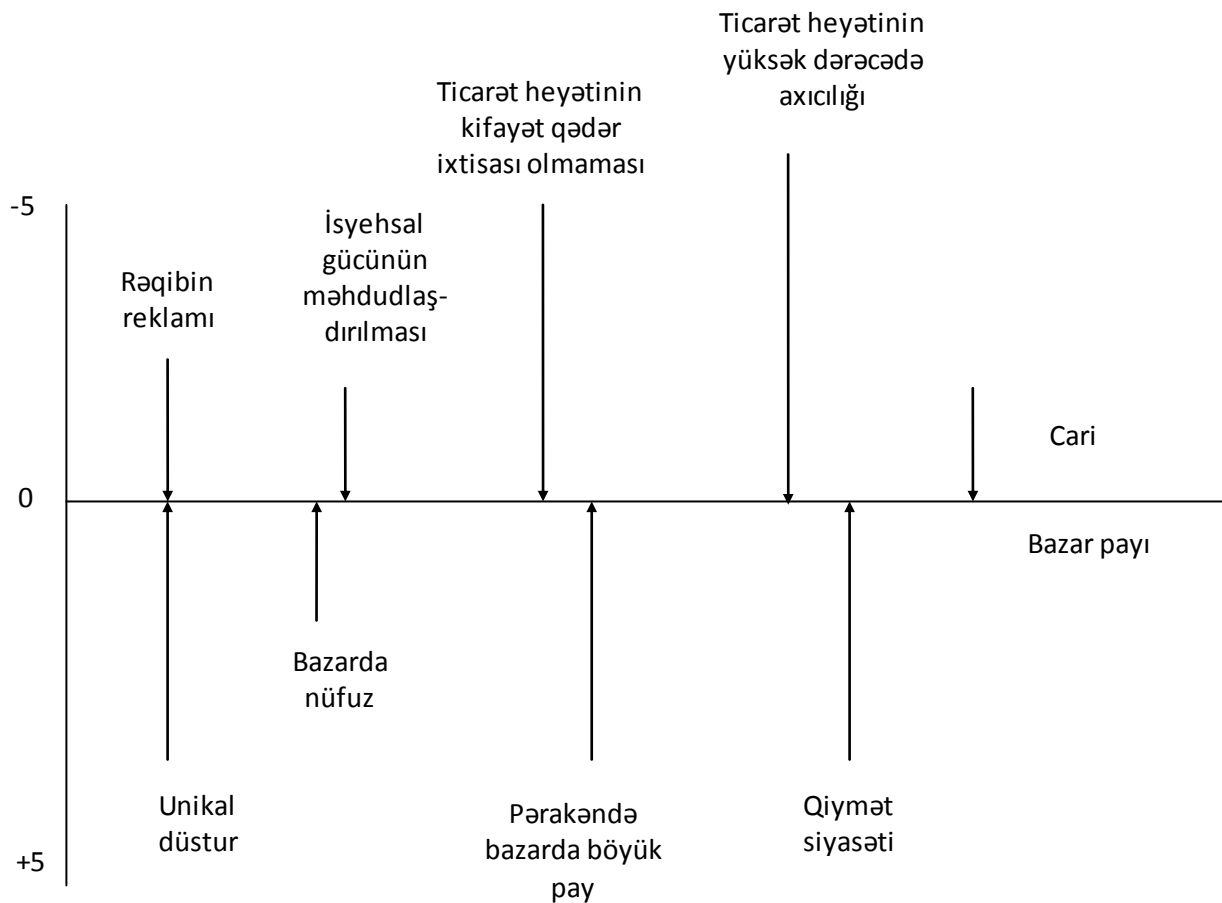 Ticarət heyətinin
yüksək dərəcədə
axıcılığı
Ticarət heyətinin
kifayət qədər
ixtisası olmaması
-5
İsyehsal
gücünün
məhdudlaş-
dırılması
Rəqibin
reklamı
Cari
0
Bazar payı
Bazarda
nüfuz
Unikal
düstur
Pərakəndə
bazarda böyük
pay
Qiymət
siyasəti
+5